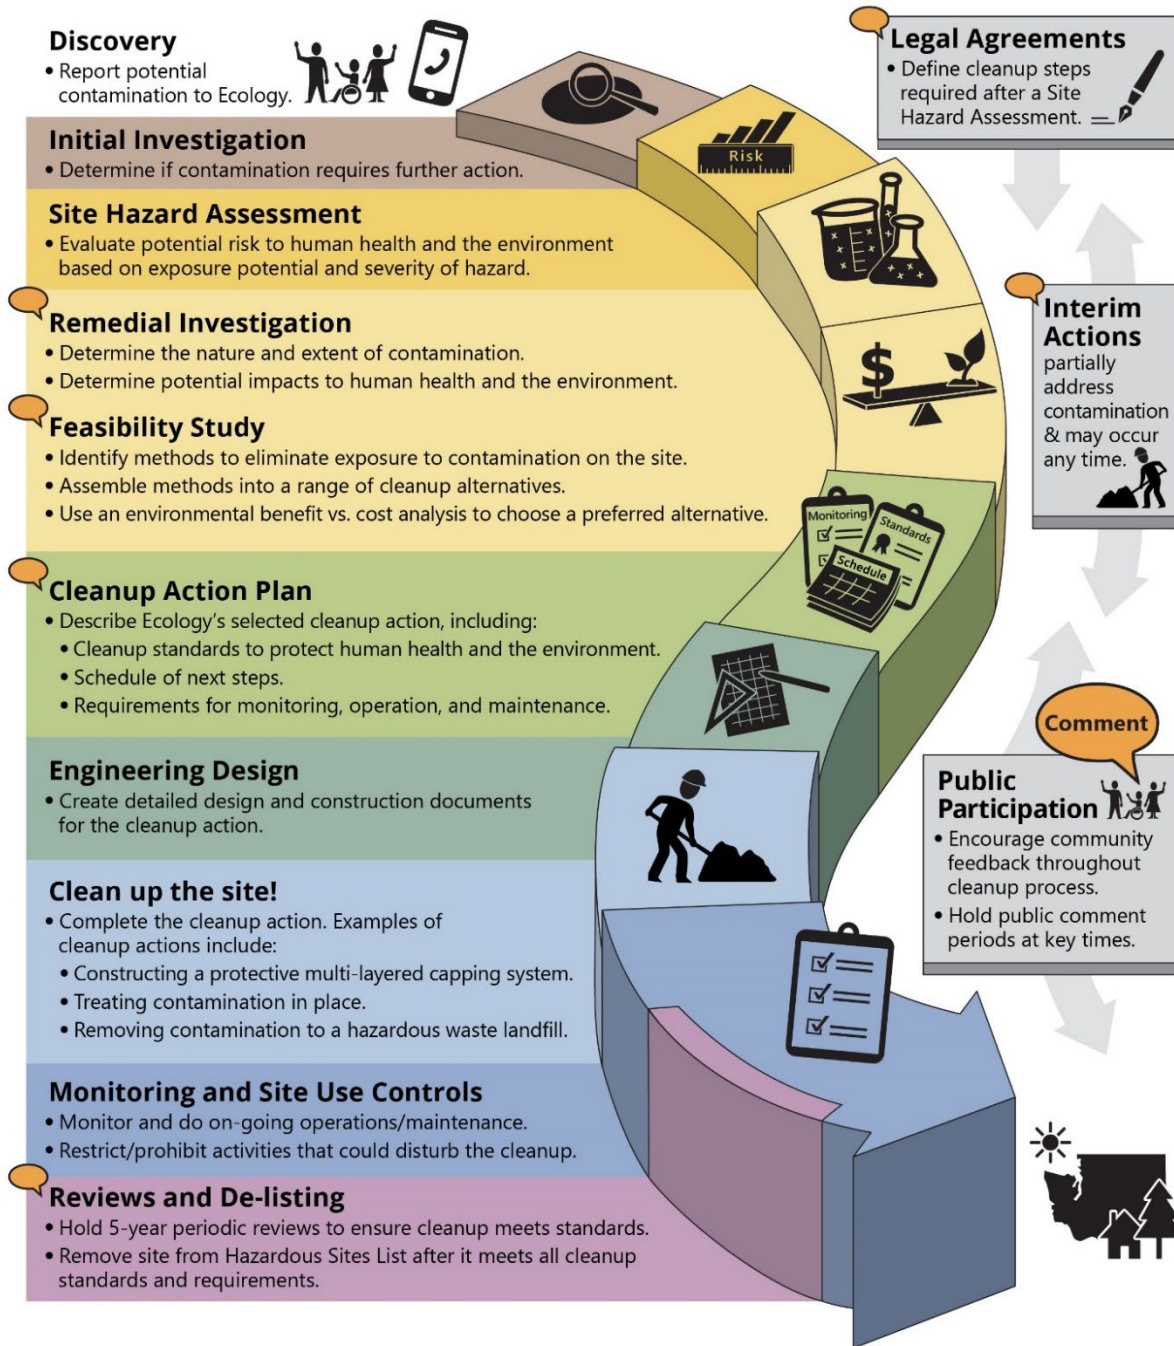 Discovery
• Report potential
contamination to Ecology.
Initial Investigation
• Determine if contamination requires further action.
Site Hazard Assessment
• Evaluate potential risk to human health and the environment
based on exposure potential and severity of hazard.
Remedial Investigation
• Determine the nature and extent of contamination.
• Determine potential impacts to human health and the environment.
Feasibility Study
• Identify methods to eliminate exposure to contamination on the site.
• Assemble methods into a range of cleanup alternatives.
• Use an environmental benefit vs. cost analysis to choose a preferred alternative.
Cleanup Action Plan
• Describe Ecology’s selected cleanup action, including:
• Cleanup standards to protect human health and the environment.
• Schedule of next steps.
• Requirements for monitoring, operation, and maintenance.
Engineering Design
• Create detailed design and construction documents
for the cleanup action.
Clean up the site!
• Complete the cleanup action. Examples of
cleanup actions include:
• Constructing a protective multi-layered capping system.
• Treating contamination in place.
• Removing contamination to a hazardous waste landfill.
Monitoring and Site Use Controls
• Monitor and do on-going operations/maintenance.
• Restrict/prohibit activities that could disturb the cleanup.
Reviews and De-listing
• Hold 5-year periodic reviews to ensure cleanup meets standards.
• Remove site from Hazardous Sites List after it meets all cleanup
standards and requirements.
Risk
$
Monitoring
Standards
Schedule
Legal Agreements
• Define cleanup steps
required after a Site
Hazard Assessment.
Interim
Actions
partially
address
contamination
& may occur
any time.
Comment
Public
Participation
• Encourage community
feedback throughout
cleanup process.
• Hold public comment
periods at key times.